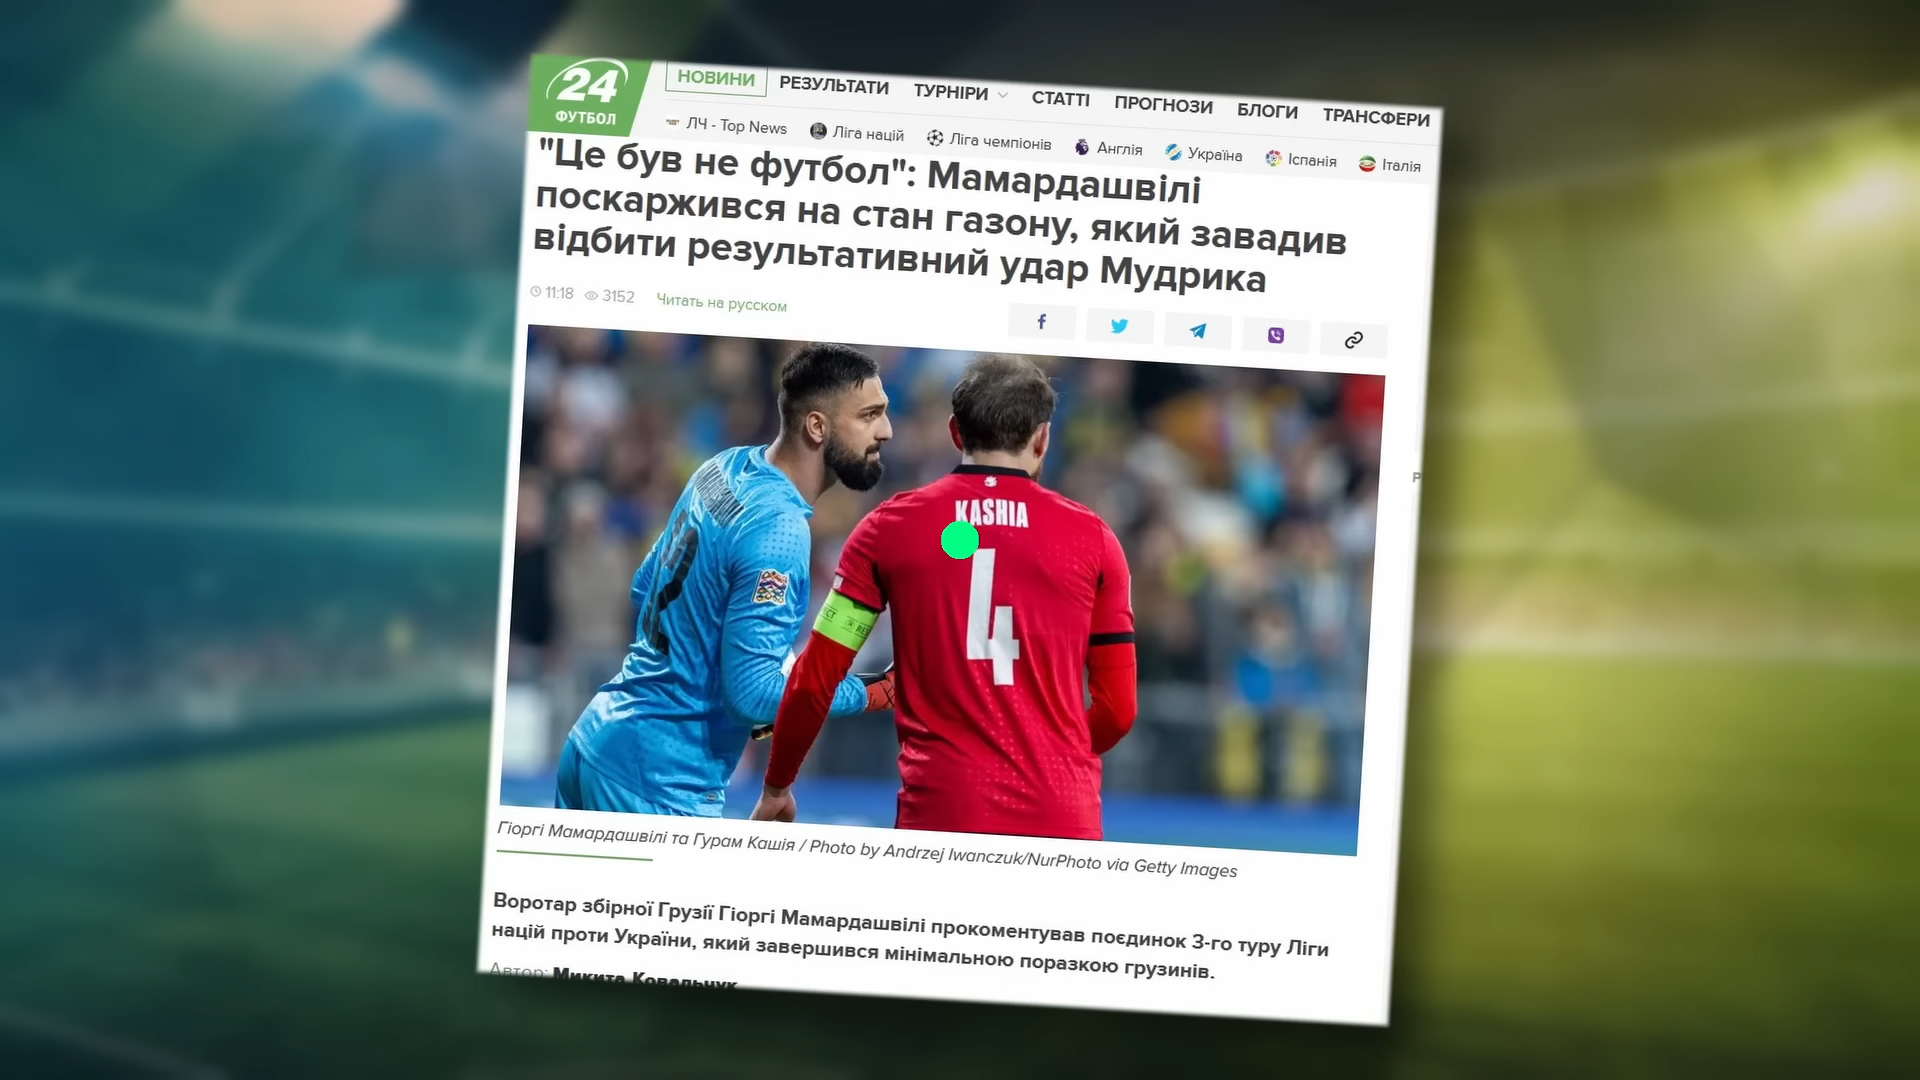 24
ФУТБОЛ
НОВИНИ РЕЗУЛЬТАТИ ТУРНІРИ СТАТТІ ПРОГНОЗИ БЛОГИ ТРАНСФЕРИ
ЛЧ - Top News Ліга націй Ліга чемпіонів Англія Україна Іспанія Італія
"Це був не футбол": Мамардашвілі
поскаржився на стан газону, який завадив
відбити результативний удар Мудрика
11:18 3152 Читать на русском
KASHIA
4
Гіоргі Мамардашвілі та Гурам Кашія / Photo by Andrzej Iwanczuk/NurPhoto via Getty Images
Воротар збірної Грузії Гіоргі Мамардашвілі прокоментував поєдинок 3-го туру Ліги
націй проти України, який завершився мінімальною поразкою грузинів.
Автор: Микита Ковальчук